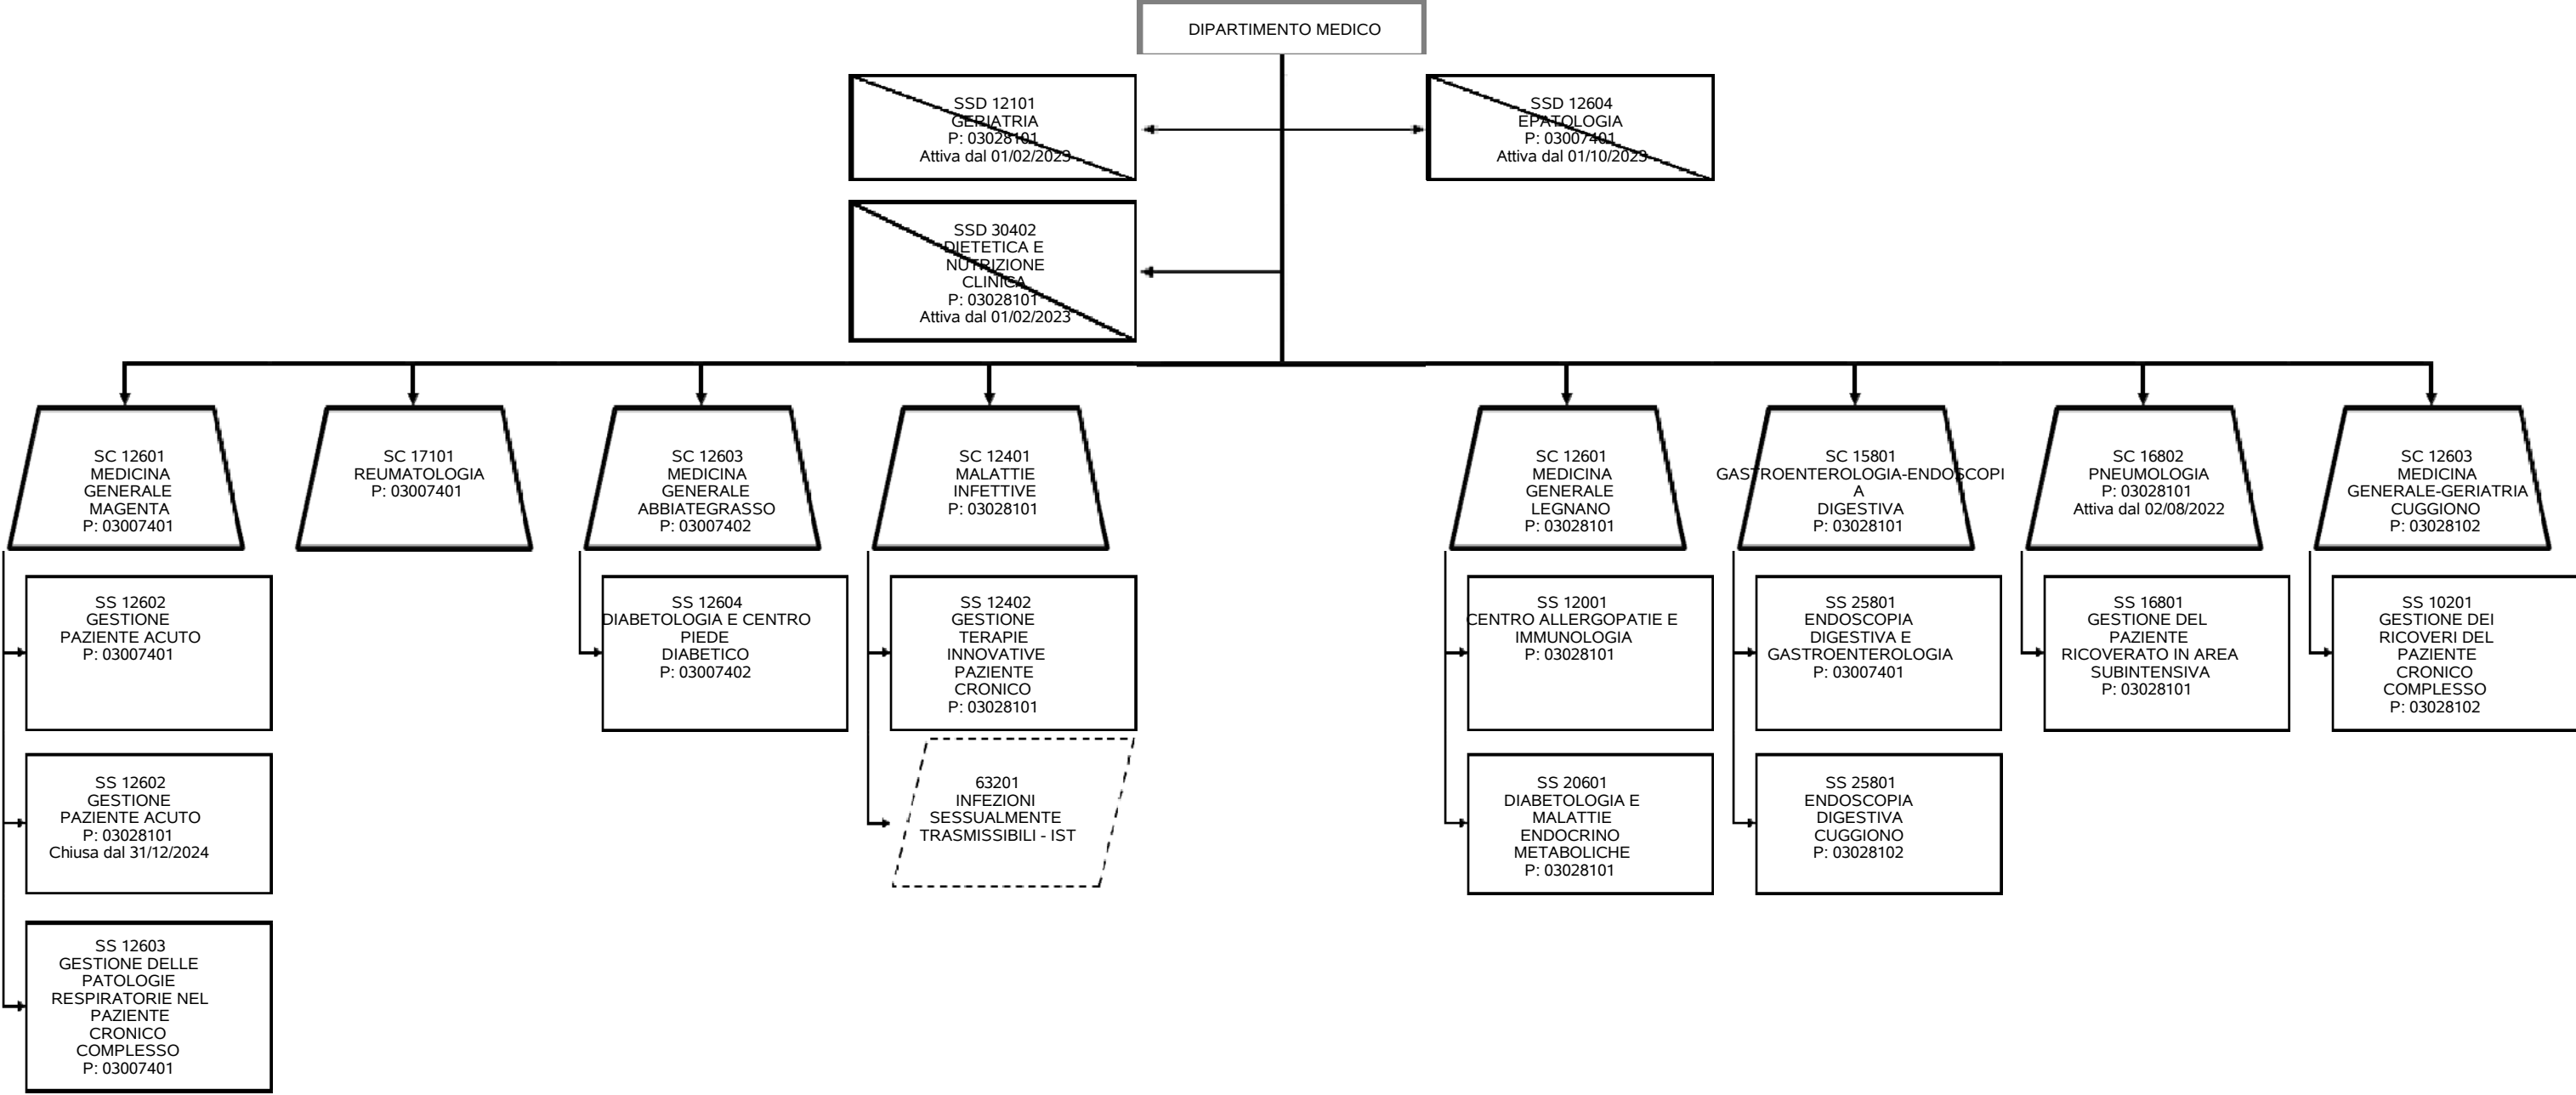 DIPARTIMENTO MEDICO
SSD 12101
GERIATRIA
P: 03028101
Attiva dal 01/02/2023
SSD 12604
EPATOLOGIA
P: 03007401
Attiva dal 01/10/2023
SSD 30402
DIETETICA E
NUTRIZIONE
CLINICA
P: 03028101
Attiva dal 01/02/2023
SC 12601
MEDICINA
GENERALE
MAGENTA
P: 03007401
SC 17101
REUMATOLOGIA
P: 03007401
SC 12603
MEDICINA
GENERALE
ABBIATEGRASSO
P: 03007402
SC 12401
MALATTIE
INFETTIVE
P: 03028101
SC 12601
MEDICINA
GENERALE
LEGNANO
P: 03028101
SC 15801
GASTROENTEROLOGIA-ENDOSCOPI
A
DIGESTIVA
P: 03028101
SC 16802
PNEUMOLOGIA
P: 03028101
Attiva dal 02/08/2022
SC 12603
MEDICINA
GENERALE-GERIATRIA
CUGGIONO
P: 03028102
SS 12602
GESTIONE
PAZIENTE ACUTO
P: 03007401
SS 12604
DIABETOLOGIA E CENTRO
PIEDE
DIABETICO
P: 03007402
SS 12402
GESTIONE
TERAPIE
INNOVATIVE
PAZIENTE
CRONICO
P: 03028101
SS 12001
CENTRO ALLERGOPATIE E
IMMUNOLOGIA
P: 03028101
SS 25801
ENDOSCOPIA
DIGESTIVA E
GASTROENTEROLOGIA
P: 03007401
SS 16801
GESTIONE DEL
PAZIENTE
RICOVERATO IN AREA
SUBINTENSIVA
P: 03028101
SS 10201
GESTIONE DEI
RICOVERI DEL
PAZIENTE
CRONICO
COMPLESSO
P: 03028102
SS 12602
GESTIONE
PAZIENTE ACUTO
P: 03028101
Chiusa dal 31/12/2024
63201
INFEZIONI
SESSUALMENTE
TRASMISSIBILI - IST
SS 20601
DIABETOLOGIA E
MALATTIE
ENDOCRINO
METABOLICHE
P: 03028101
SS 25801
ENDOSCOPIA
DIGESTIVA
CUGGIONO
P: 03028102
SS 12603
GESTIONE DELLE
PATOLOGIE
RESPIRATORIE NEL
PAZIENTE
CRONICO
COMPLESSO
P: 03007401